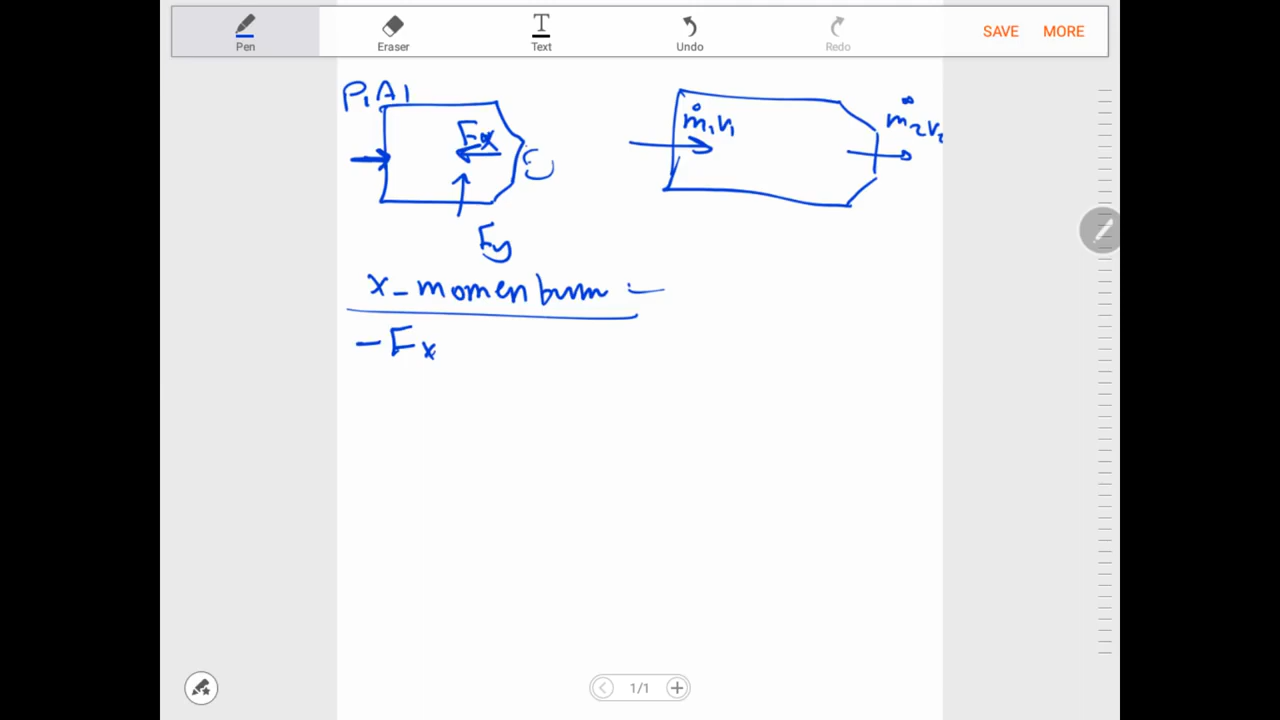 Pen
Eraser
Text
Undo
Redo
SAVE
MORE
P₁A₁
Fx
Fy
ṁ₁v₁
ṁ₂v₂
x-momentum =
-Fx
1/1